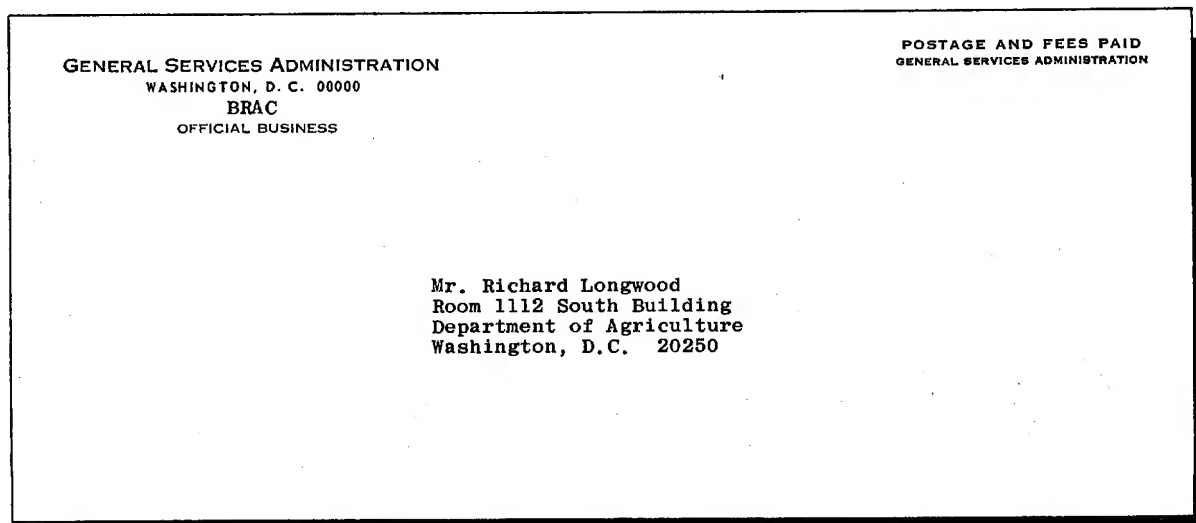 GENERAL SERVICES ADMINISTRATION
WASHINGTON, D. C. 00000
BRAC
OFFICIAL BUSINESS
POSTAGE AND FEES PAID
GENERAL SERVICES ADMINISTRATION
Mr. Richard Longwood
Room 1112 South Building
Department of Agriculture
Washington, D.C. 20250